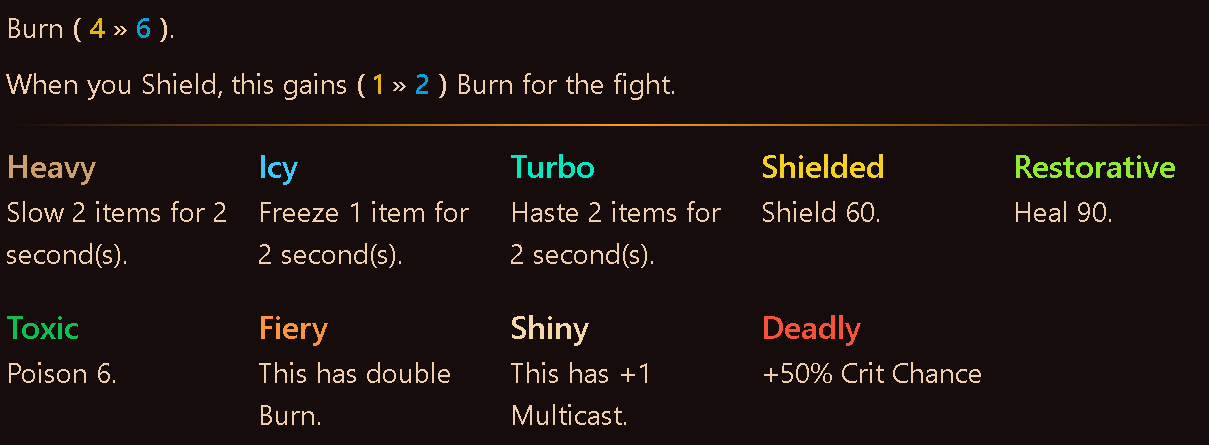 Burn ( 4 » 6 ).
When you Shield, this gains ( 1 » 2 ) Burn for the fight.
Heavy
Slow 2 items for 2
second(s).
Icy
Freeze 1 item for
2 second(s).
Turbo
Haste 2 items for
2 second(s).
Shielded
Shield 60.
Restorative
Heal 90.
Toxic
Poison 6.
Fiery
This has double
Burn.
Shiny
This has +1
Multicast.
Deadly
+50% Crit Chance